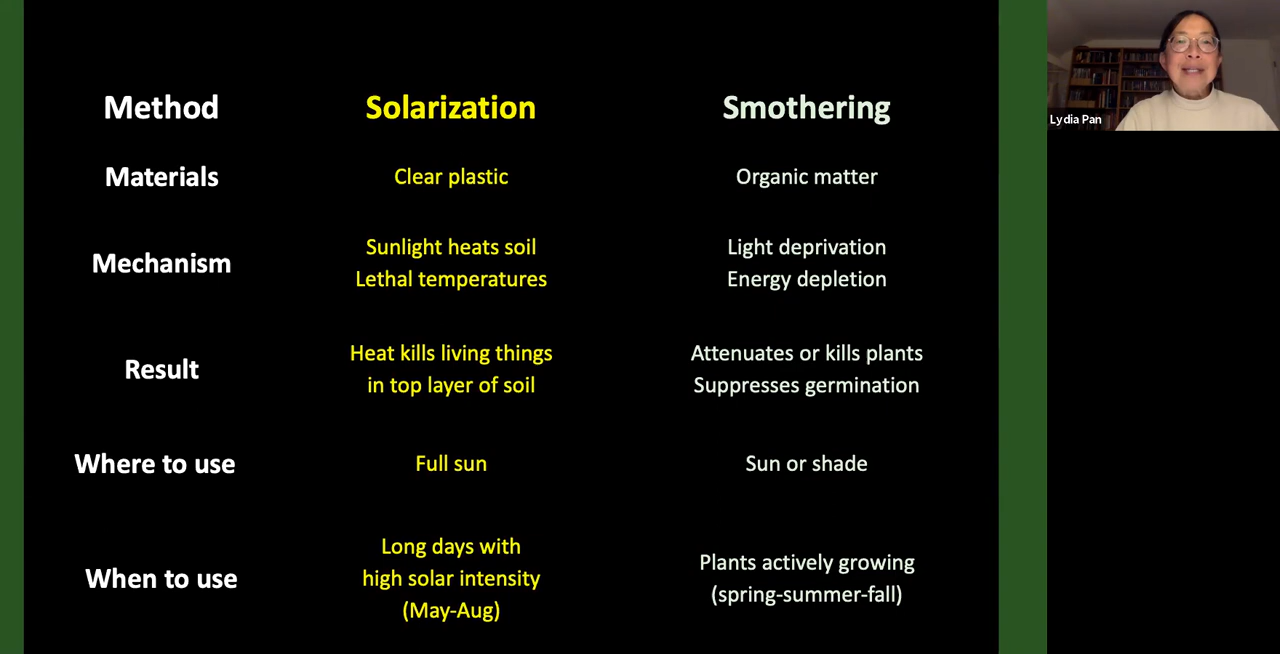 Method Solarization Smothering
Materials Clear plastic Organic matter
Mechanism
Sunlight heats soil
Lethal temperatures
Light deprivation
Energy depletion
Result
Heat kills living things
in top layer of soil
Attenuates or kills plants
Suppresses germination
Where to use Full sun Sun or shade
When to use
Long days with
high solar intensity
(May-Aug)
Plants actively growing
(spring-summer-fall)
Lydia Pan